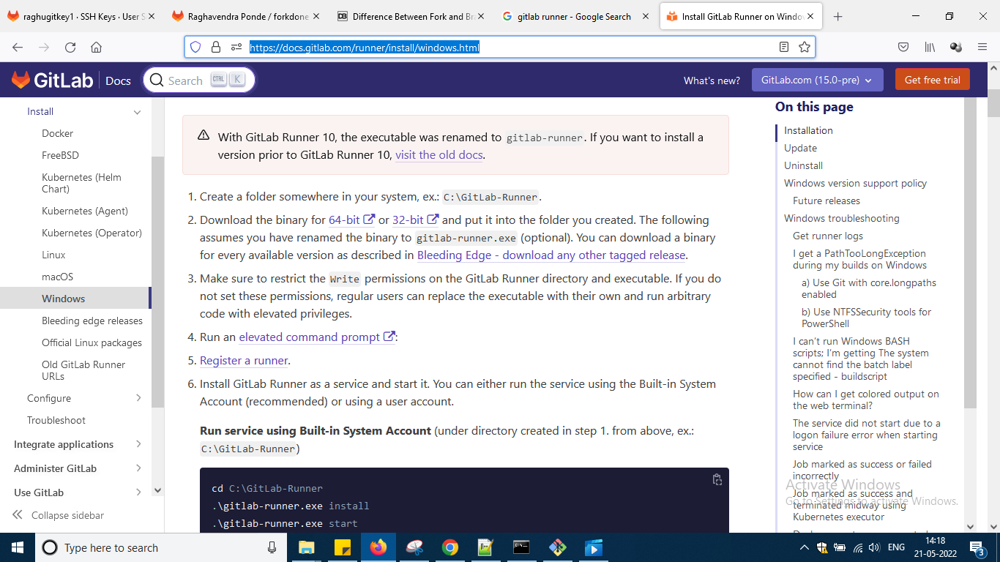 raghugitkey1 · SSH Keys · User S
Raghavendra Ponde / forkdone
Difference Between Fork and Bra
gitlab runner - Google Search
Install GitLab Runner on Windo
https://docs.gitlab.com/runner/install/windows.html
GitLab Docs
Search CTRL K
What's new?
GitLab.com (15.0-pre)
Get free trial
Install
Docker
FreeBSD
Kubernetes (Helm
Chart)
Kubernetes (Agent)
Kubernetes (Operator)
Linux
macOS
Windows
Bleeding edge releases
Official Linux packages
Old GitLab Runner
URLs
Configure
Troubleshoot
Integrate applications
Administer GitLab
Use GitLab
Collapse sidebar
With GitLab Runner 10, the executable was renamed to gitlab-runner. If you want to install a
version prior to GitLab Runner 10, visit the old docs.
1. Create a folder somewhere in your system, ex.: C:\GitLab-Runner.
2. Download the binary for 64-bit or 32-bit and put it into the folder you created. The following
assumes you have renamed the binary to gitlab-runner.exe (optional). You can download a binary
for every available version as described in Bleeding Edge - download any other tagged release.
3. Make sure to restrict the Write permissions on the GitLab Runner directory and executable. If you do
not set these permissions, regular users can replace the executable with their own and run arbitrary
code with elevated privileges.
4. Run an elevated command prompt:
5. Register a runner.
6. Install GitLab Runner as a service and start it. You can either run the service using the Built-in System
Account (recommended) or using a user account.
Run service using Built-in System Account (under directory created in step 1. from above, ex.:
C:\GitLab-Runner)
cd C:\GitLab-Runner
.\gitlab-runner.exe install
.\gitlab-runner.exe start
On this page
Installation
Update
Uninstall
Windows version support policy
Future releases
Windows troubleshooting
Get runner logs
I get a PathTooLongException
during my builds on Windows
a) Use Git with core.longpaths
enabled
b) Use NTFSSecurity tools for
PowerShell
I can't run Windows BASH
scripts; I'm getting The system
cannot find the batch label
specified - buildscript
How can I get colored output on
the web terminal?
The service did not start due to a
logon failure error when starting
service
Job marked as success or failed
incorrectly
Job marked as success and
terminated midway using
Kubernetes executor
Activate Windows
Go to Settings to activate Windows.
Type here to search
ENG
14:18
21-05-2022
3